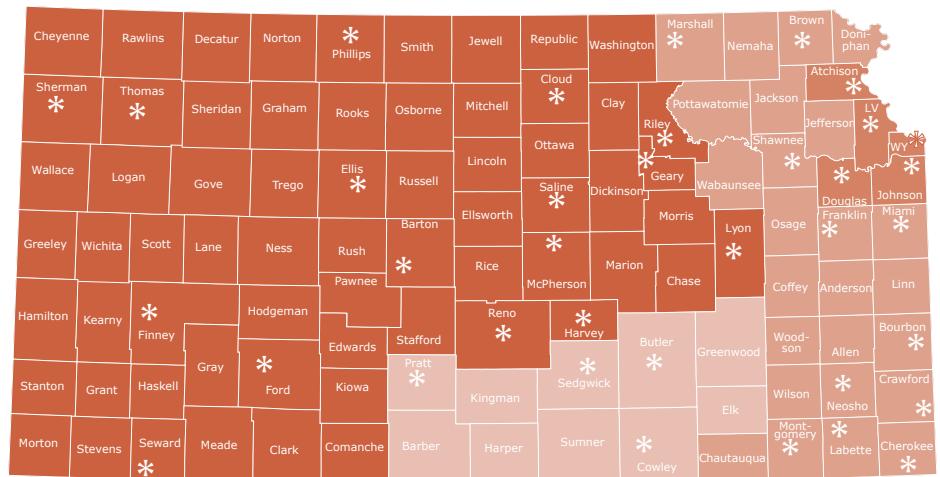 Cheyenne
Rawlins
Decatur
Norton
Phillips
Smith
Jewell
Republic
Washington
Marshall
Nemaha
Brown
Doni-
phan
Sherman
Thomas
Sheridan
Graham
Rooks
Osborne
Mitchell
Cloud
Clay
Riley
Pottawatomie
Jackson
Atchison
Jefferson
LV
WY
Wallace
Logan
Gove
Trego
Ellis
Russell
Lincoln
Ottawa
Saline
Dickinson
Geary
Wabaunsee
Shawnee
Douglas
Johnson
Greeley
Wichita
Scott
Lane
Ness
Rush
Barton
Ellsworth
Rice
McPherson
Marion
Morris
Chase
Lyon
Osage
Franklin
Miami
Hamilton
Kearny
Finney
Hodgeman
Pawnee
Edwards
Stafford
Reno
Harvey
Butler
Greenwood
Coffey
Anderson
Linn
Stanton
Grant
Haskell
Gray
Ford
Kiowa
Pratt
Kingman
Sedgwick
Elk
Wood-
son
Allen
Bourbon
Wilson
Neosho
Crawford
Morton
Stevens
Seward
Meade
Clark
Comanche
Barber
Harper
Sumner
Cowley
Chautauqua
Mont-
gomery
Labette
Cherokee